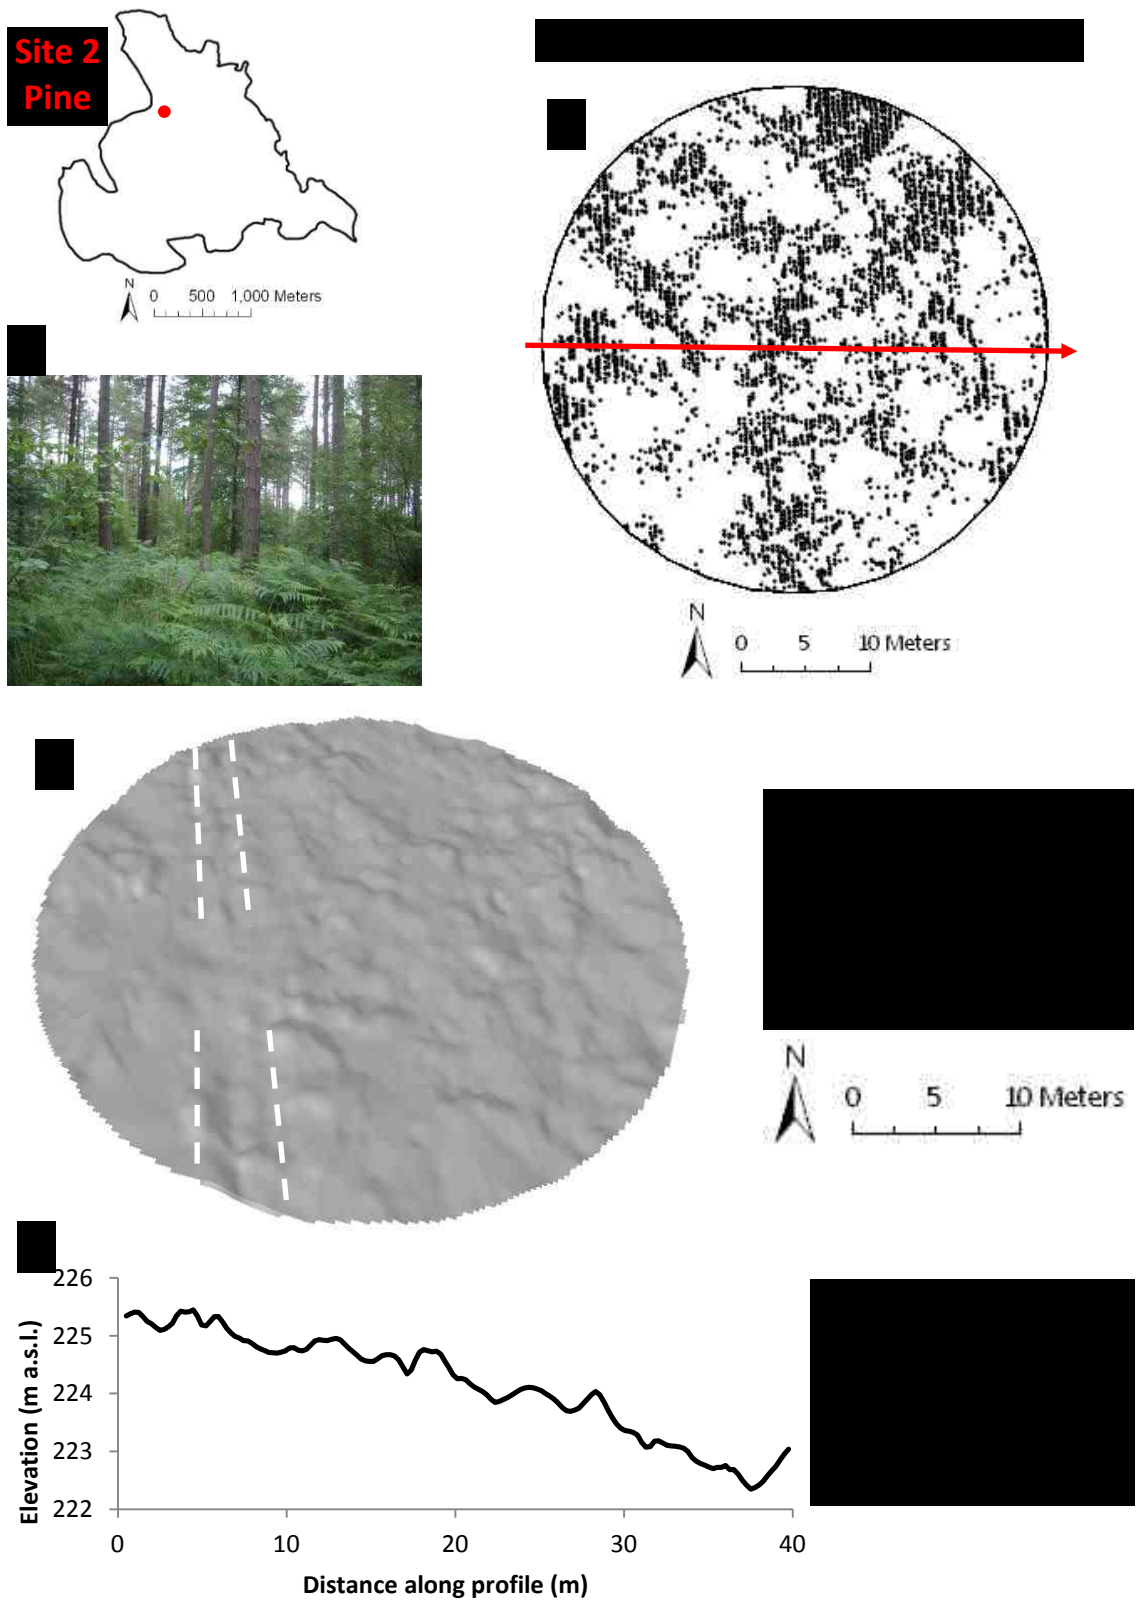 Site 2
Pine
N
0 500 1,000 Meters
N
0 5 10 Meters
N
0 5 10 Meters
226
225
224
223
222
Elevation (m a.s.l.)
0 10 20 30 40
Distance along profile (m)